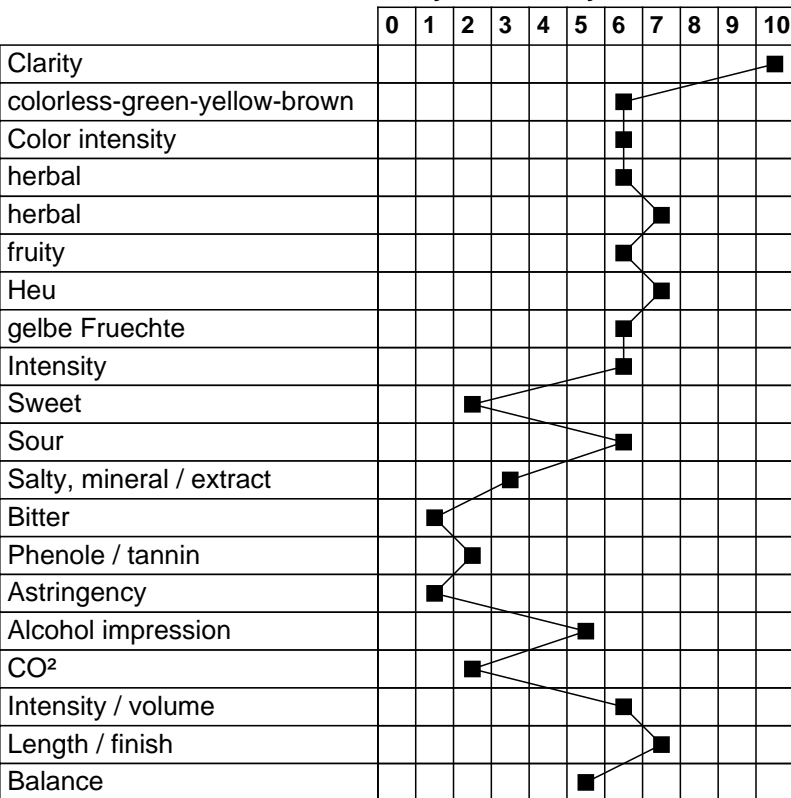 0 1 2 3 4 5 6 7 8 9 10
Clarity
colorless-green-yellow-brown
Color intensity
herbal
herbal
fruity
Heu
gelbe Fruechte
Intensity
Sweet
Sour
Salty, mineral / extract
Bitter
Phenole / tannin
Astringency
Alcohol impression
CO²
Intensity / volume
Length / finish
Balance